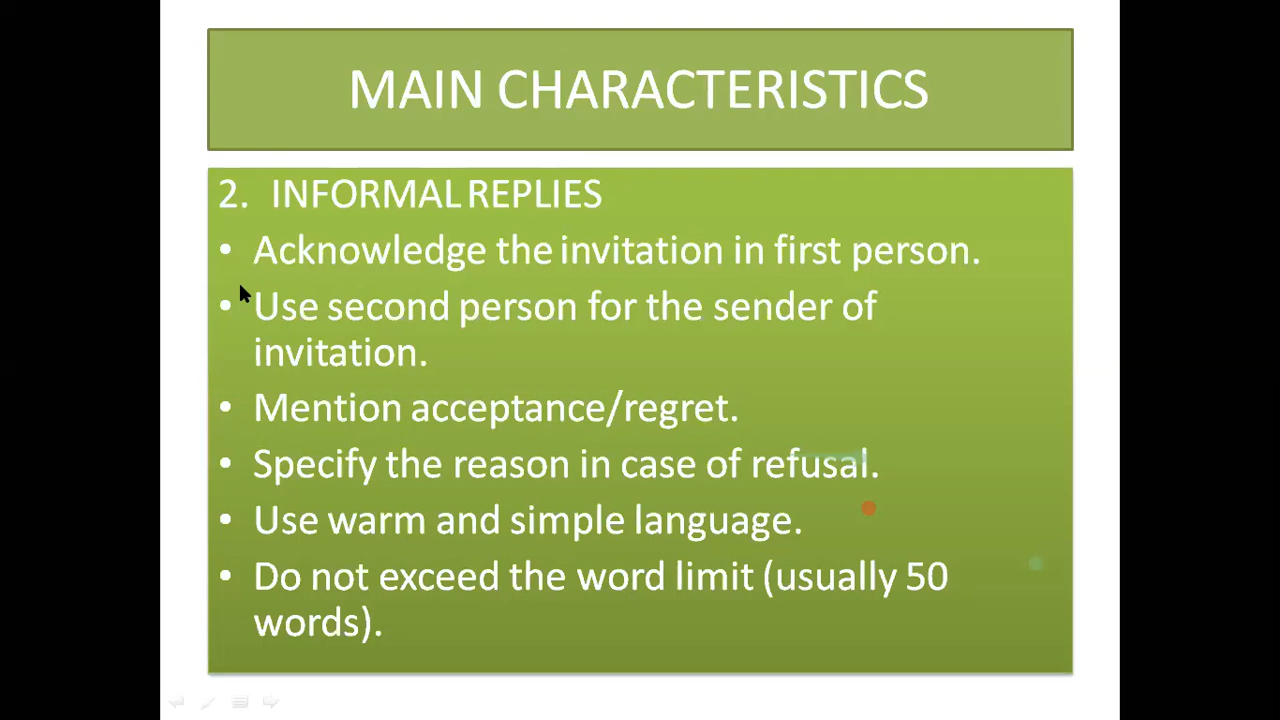 MAIN CHARACTERISTICS
2. INFORMAL REPLIES
• Acknowledge the invitation in first person.
• Use second person for the sender of
invitation.
• Mention acceptance/regret.
• Specify the reason in case of refusal.
• Use warm and simple language.
• Do not exceed the word limit (usually 50
words).